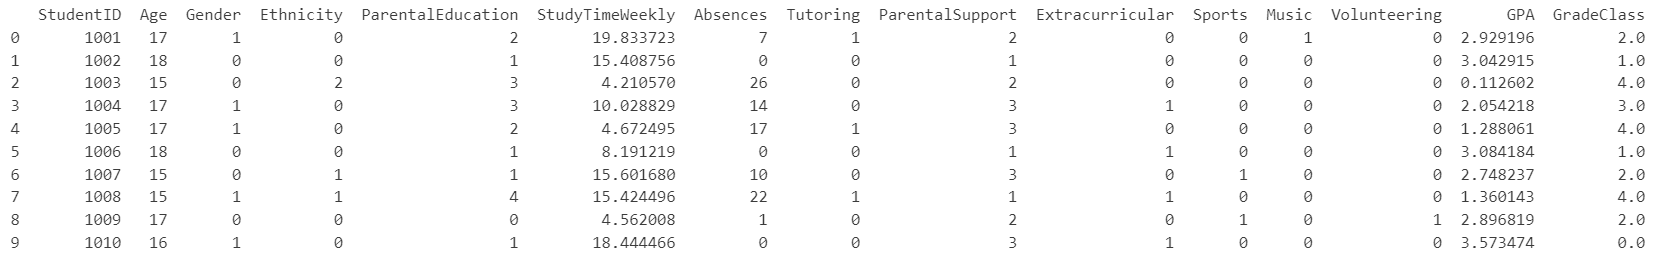 StudentID Age Gender Ethnicity ParentalEducation StudyTimeWeekly Absences Tutoring ParentalSupport Extracurricular Sports Music Volunteering GPA GradeClass
0 1001 17 1 0 2 19.833723 7 1 2 0 0 1 0 2.929196 2.0
1 1002 18 0 0 1 15.408756 0 0 1 0 0 0 0 3.042915 1.0
2 1003 15 0 2 3 4.210570 26 0 2 0 0 0 0 0.112602 4.0
3 1004 17 1 0 3 10.028829 14 0 3 1 0 0 0 2.054218 3.0
4 1005 17 1 0 2 4.672495 17 1 3 0 0 0 0 1.288061 4.0
5 1006 18 0 0 1 8.191219 0 0 1 1 0 0 0 3.084184 1.0
6 1007 15 0 1 1 15.601680 10 0 3 0 1 0 0 2.748237 2.0
7 1008 15 1 1 4 15.424496 22 1 1 1 0 0 0 1.360143 4.0
8 1009 17 0 0 0 4.562008 1 0 2 0 1 0 1 2.896819 2.0
9 1010 16 1 0 1 18.444466 0 0 3 1 0 0 0 3.573474 0.0